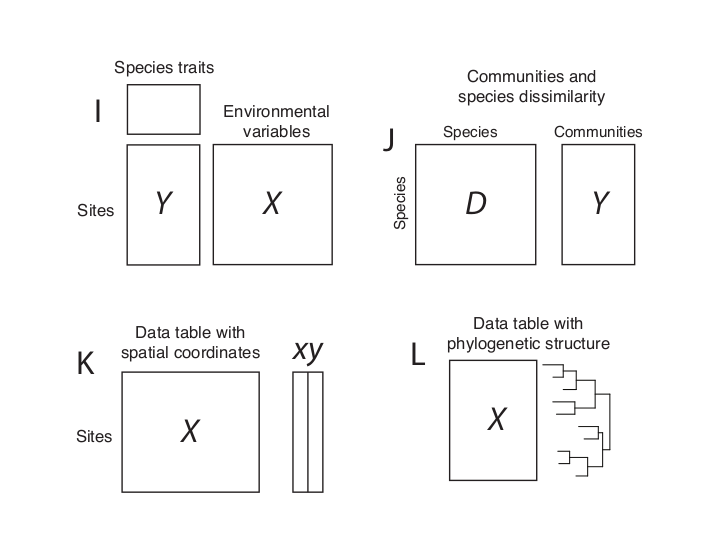 Species traits
I
Environmental
variables
Sites
Y
X
Communities and
species dissimilarity
J
Species
Communities
Species
D
Y
Data table with
spatial coordinates
xy
K
Sites
X
Data table with
phylogenetic structure
L
X